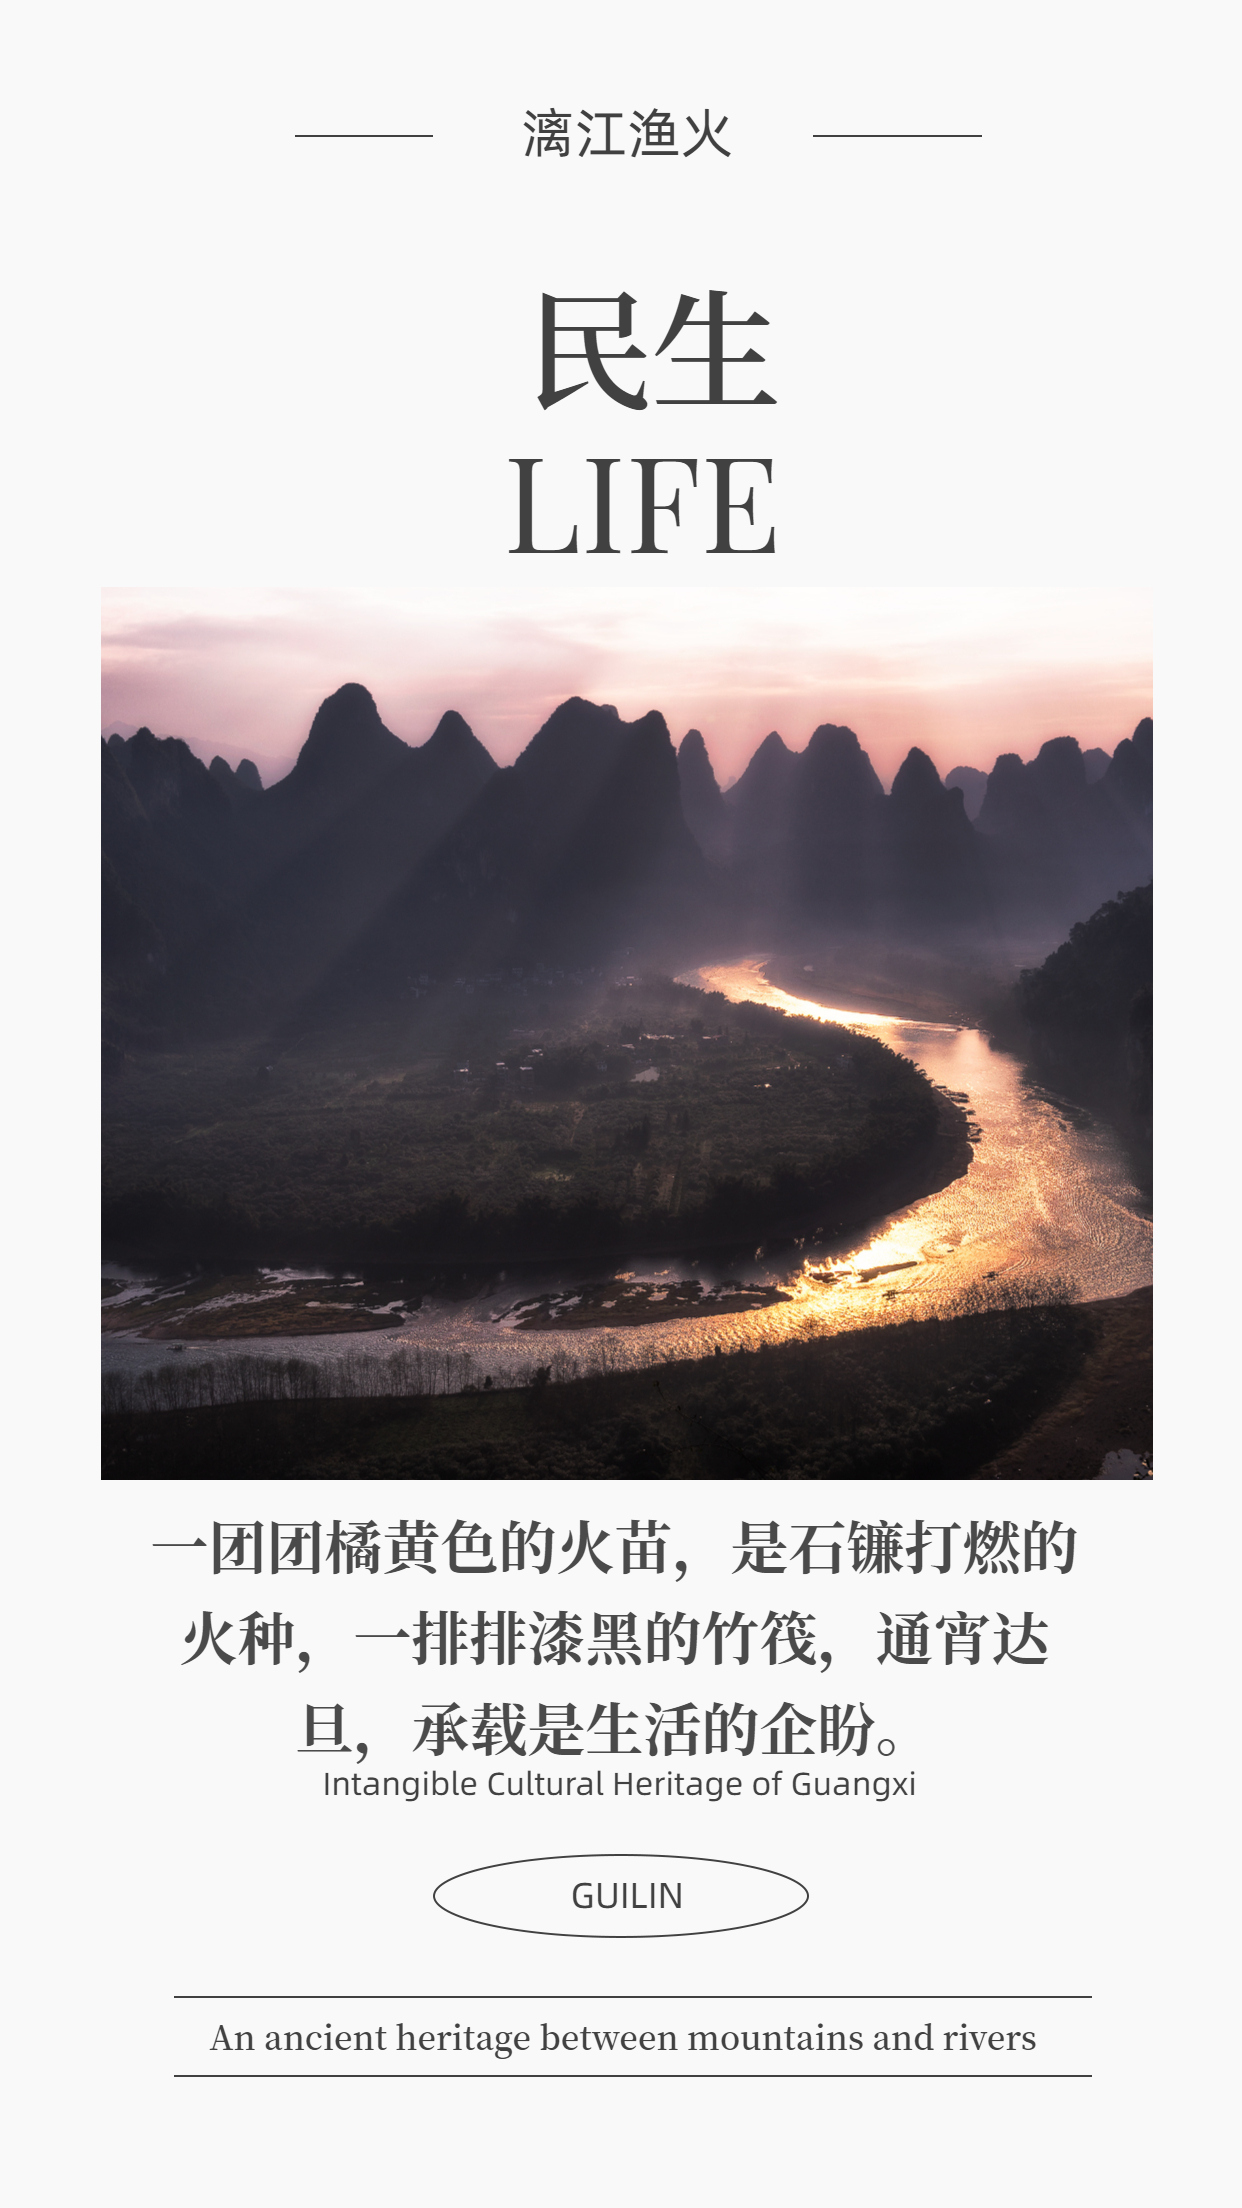 漓江渔火
民生
LIFE
一团团橘黄色的火苗，是石镰打燃的
火种，一排排漆黑的竹筏，通宵达
旦，承载是生活的企盼。
Intangible Cultural Heritage of Guangxi
GUILIN
An ancient heritage between mountains and rivers